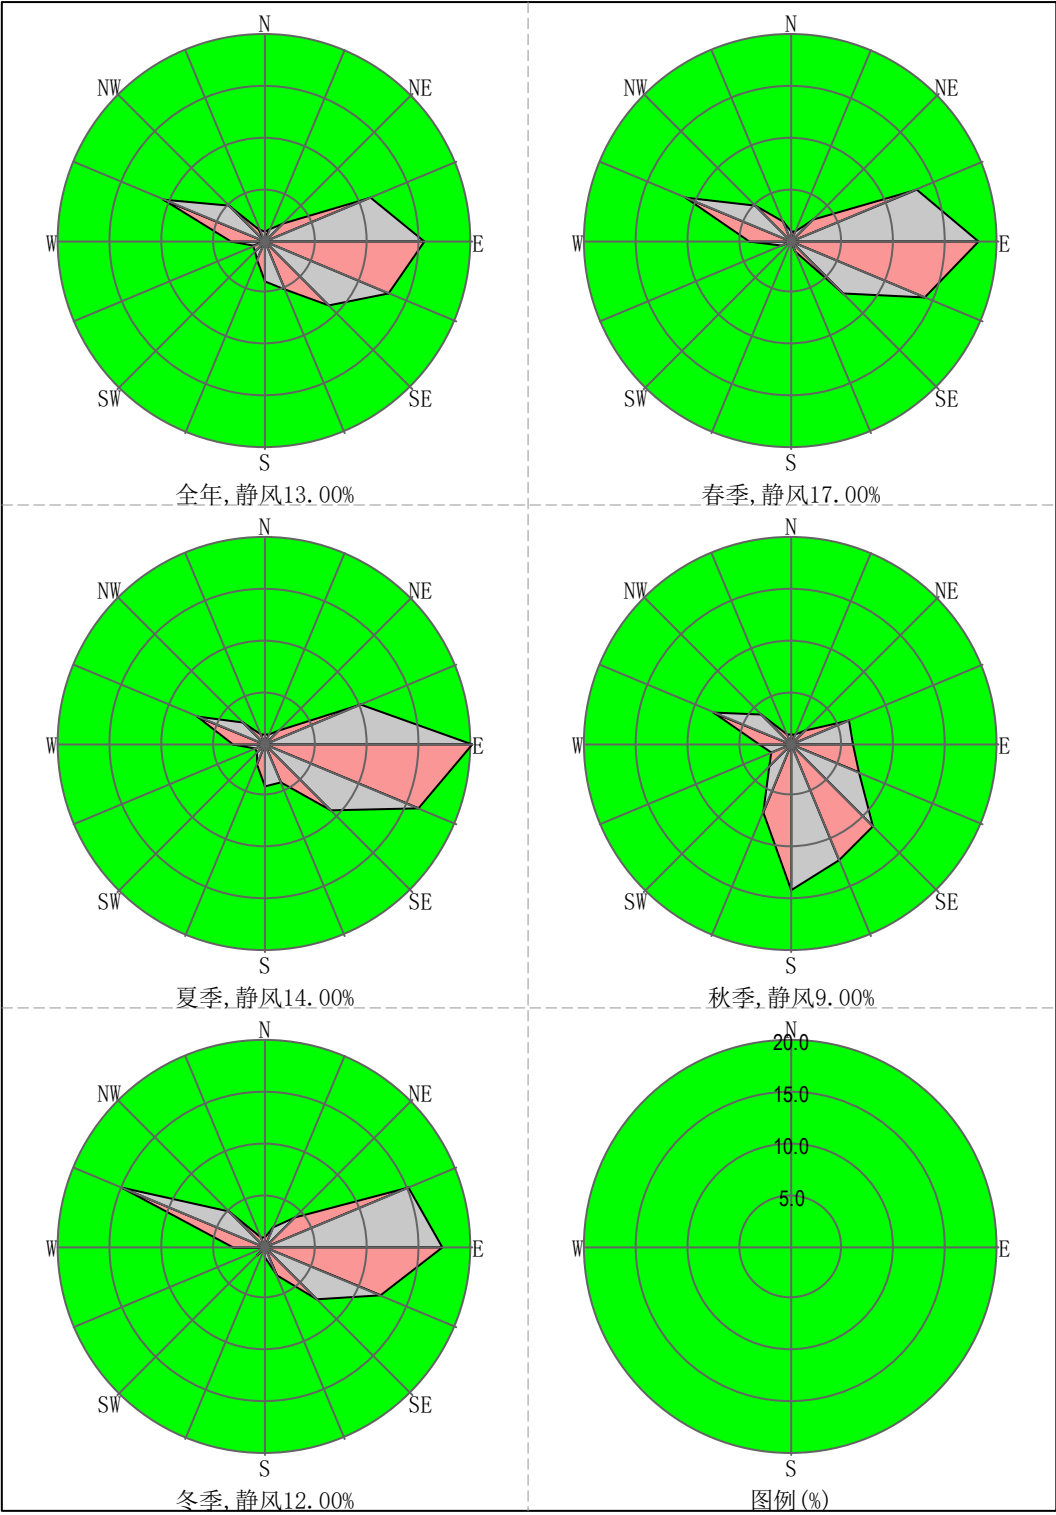 N
NW NE
W E
SW SE
S
全年,静风13.00%
N
NW NE
W E
SW SE
S
春季,静风17.00%
N
NW NE
W E
SW SE
S
夏季,静风14.00%
N
NW NE
W E
SW SE
S
秋季,静风9.00%
N
NW NE
W E
SW SE
S
冬季,静风12.00%
N
20.0
15.0
10.0
5.0
W E
S
图例(%)